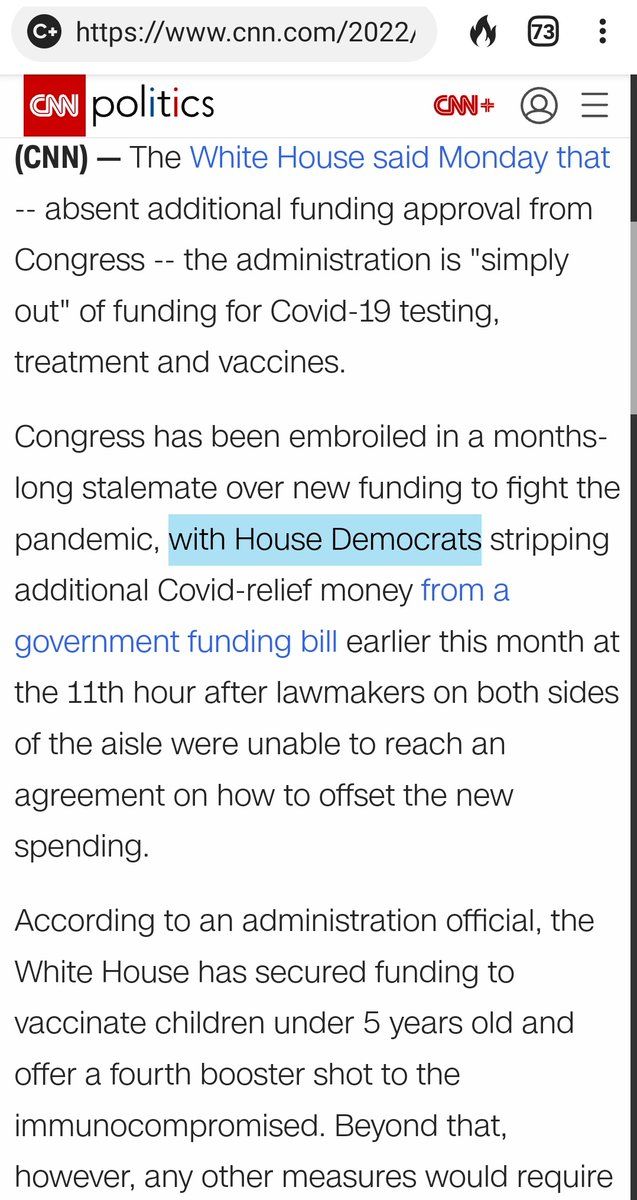 https://www.cnn.com/2022/
73
CNN politics
CNN+
(CNN) — The White House said Monday that
-- absent additional funding approval from
Congress -- the administration is "simply
out" of funding for Covid-19 testing,
treatment and vaccines.
Congress has been embroiled in a months-
long stalemate over new funding to fight the
pandemic, with House Democrats stripping
additional Covid-relief money from a
government funding bill earlier this month at
the 11th hour after lawmakers on both sides
of the aisle were unable to reach an
agreement on how to offset the new
spending.
According to an administration official, the
White House has secured funding to
vaccinate children under 5 years old and
offer a fourth booster shot to the
immunocompromised. Beyond that,
however, any other measures would require